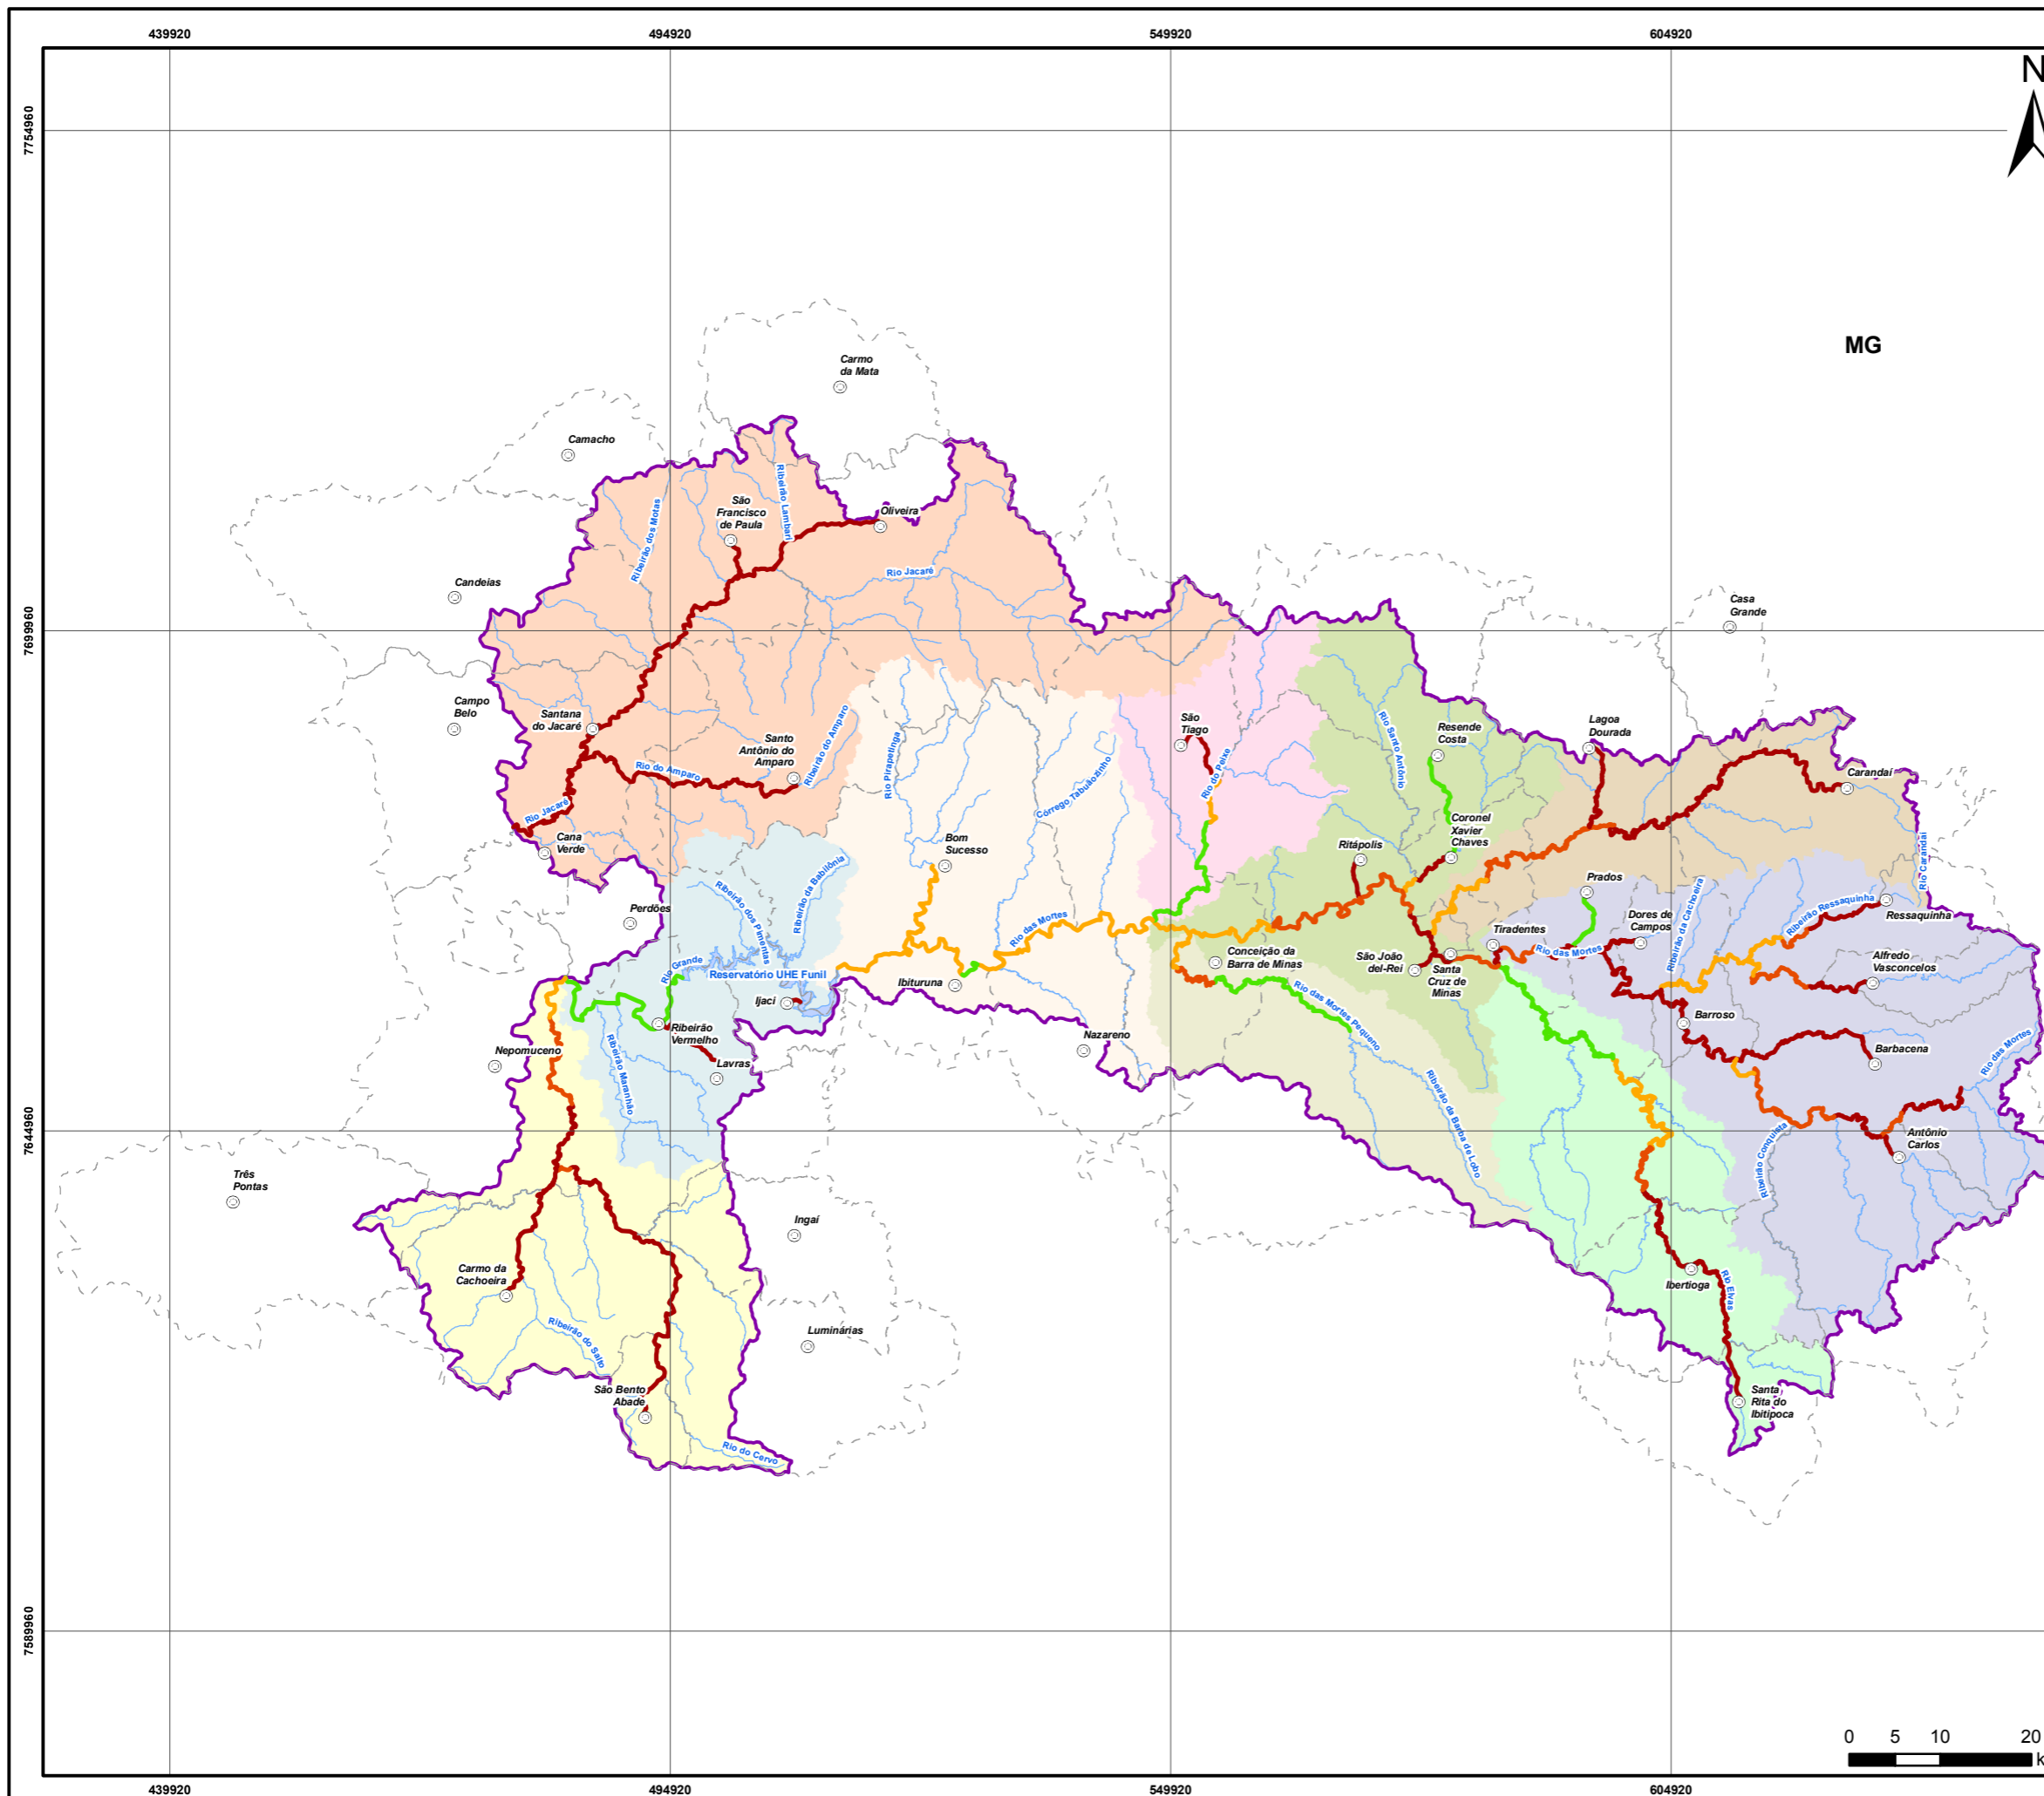 439920
494920
549920
604920
N
7754960
MG
Carmo
da Mata
Camacho
Ribeirão Lambari
São
Francisco
de Paula
Ribeirão dos Motas
Oliveira
Rio Jacaré
Candeias
7699960
Casa
Grande
Campo
Belo
Santana
do Jacaré
Santo
Antônio do
Amparo
Ribeirão do Amparo
Rio do Amparo
Rio Pirapetinga
Córrego Tabuãozinho
São
Tiago
Rio do Peixe
Rio Santo Antônio
Resende
Costa
Lagoa
Dourada
Carandaí
Rio Jacaré
Cana
Verde
Bom
Sucesso
Ritápolis
Coronel
Xavier
Chaves
Rio Carandaí
Prados
Perdões
Ribeirão dos Pimentas
Ribeirão da Babilônia
Rio das Mortes
Dores de
Campos
Ribeirão da Cachoeira
Ribeirão Ressaquinha
Ressaquinha
Tiradentes
Rio das Mortes
Conceição da
Barra de Minas
São João
del-Rei
Santa
Cruz de
Minas
Alfredo
Vasconcelos
Rio Grande
Reservatório UHE Funil
Ijaci
Ibituruna
Rio das Mortes Pequeno
Ribeirão
Vermelho
Nazareno
Barroso
Barbacena
Rio das Mortes
Nepomuceno
Ribeirão Maranhão
Lavras
Ribeirão da Barba de Lobo
7644960
Ribeirão Conquista
Antônio
Carlos
Três
Pontas
Ingaí
Carmo da
Cachoeira
Ibertioga
Rio Elvas
Ribeirão do Salto
Luminárias
São Bento
Abade
Santa
Rita do
Ibitipoca
Rio do Cervo
7589960
0 5 10 20
439920
494920
549920
604920